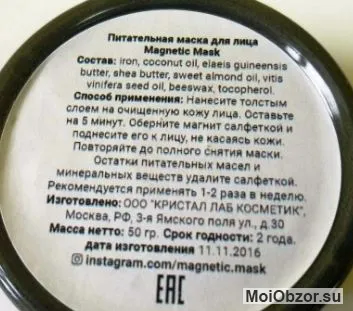 Питательная маска для лица
Magnetic Mask
Состав: iron, coconut oil, elaeis guineensis
butter, shea butter, sweet almond oil, vitis
vinifera seed oil, beeswax, tocopherol.
Способ применения: Нанесите толстым
слоем на очищенную кожу лица. Оставьте
на 5 минут. Оберните магнит салфеткой и
поднесите его к лицу, не касаясь кожи.
Повторяйте до полного снятия маски.
Остатки питательных масел и
минеральных веществ удалите салфеткой.
Рекомендуется применять 1-2 раза в неделю.
Изготовлено: ООО "КРИСТАЛ ЛАБ КОСМЕТИК",
Москва, РФ, 3-я Ямского поля ул., д.30
Масса нетто: 50 гр. Срок годности: 2 года.
дата изготовления 11.11.2016
instagram.com/magnetic.mask
EAC
MoiObzor.su